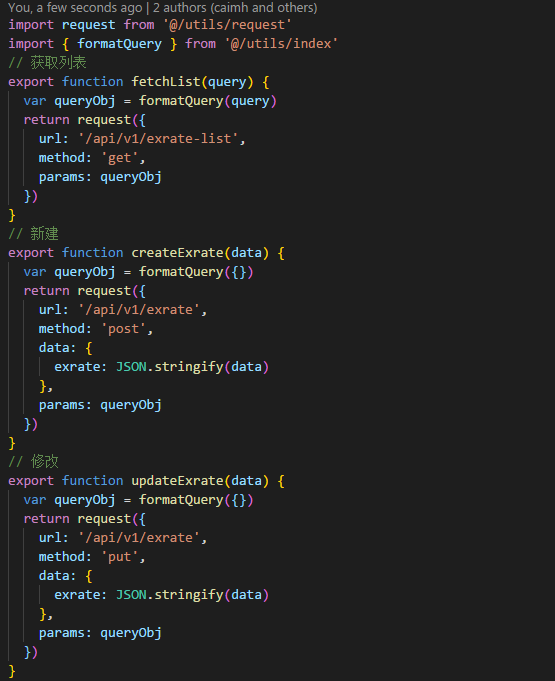 You, a few seconds ago | 2 authors (caimh and others)
import request from '@/utils/request'
import { formatQuery } from '@/utils/index'
// 获取列表
export function fetchList(query) {
  var queryObj = formatQuery(query)
  return request({
    url: '/api/v1/exrate-list',
    method: 'get',
    params: queryObj
  })
}
// 新建
export function createExrate(data) {
  var queryObj = formatQuery({})
  return request({
    url: '/api/v1/exrate',
    method: 'post',
    data: {
      exrate: JSON.stringify(data)
    },
    params: queryObj
  })
}
// 修改
export function updateExrate(data) {
  var queryObj = formatQuery({})
  return request({
    url: '/api/v1/exrate',
    method: 'put',
    data: {
      exrate: JSON.stringify(data)
    },
    params: queryObj
  })
}